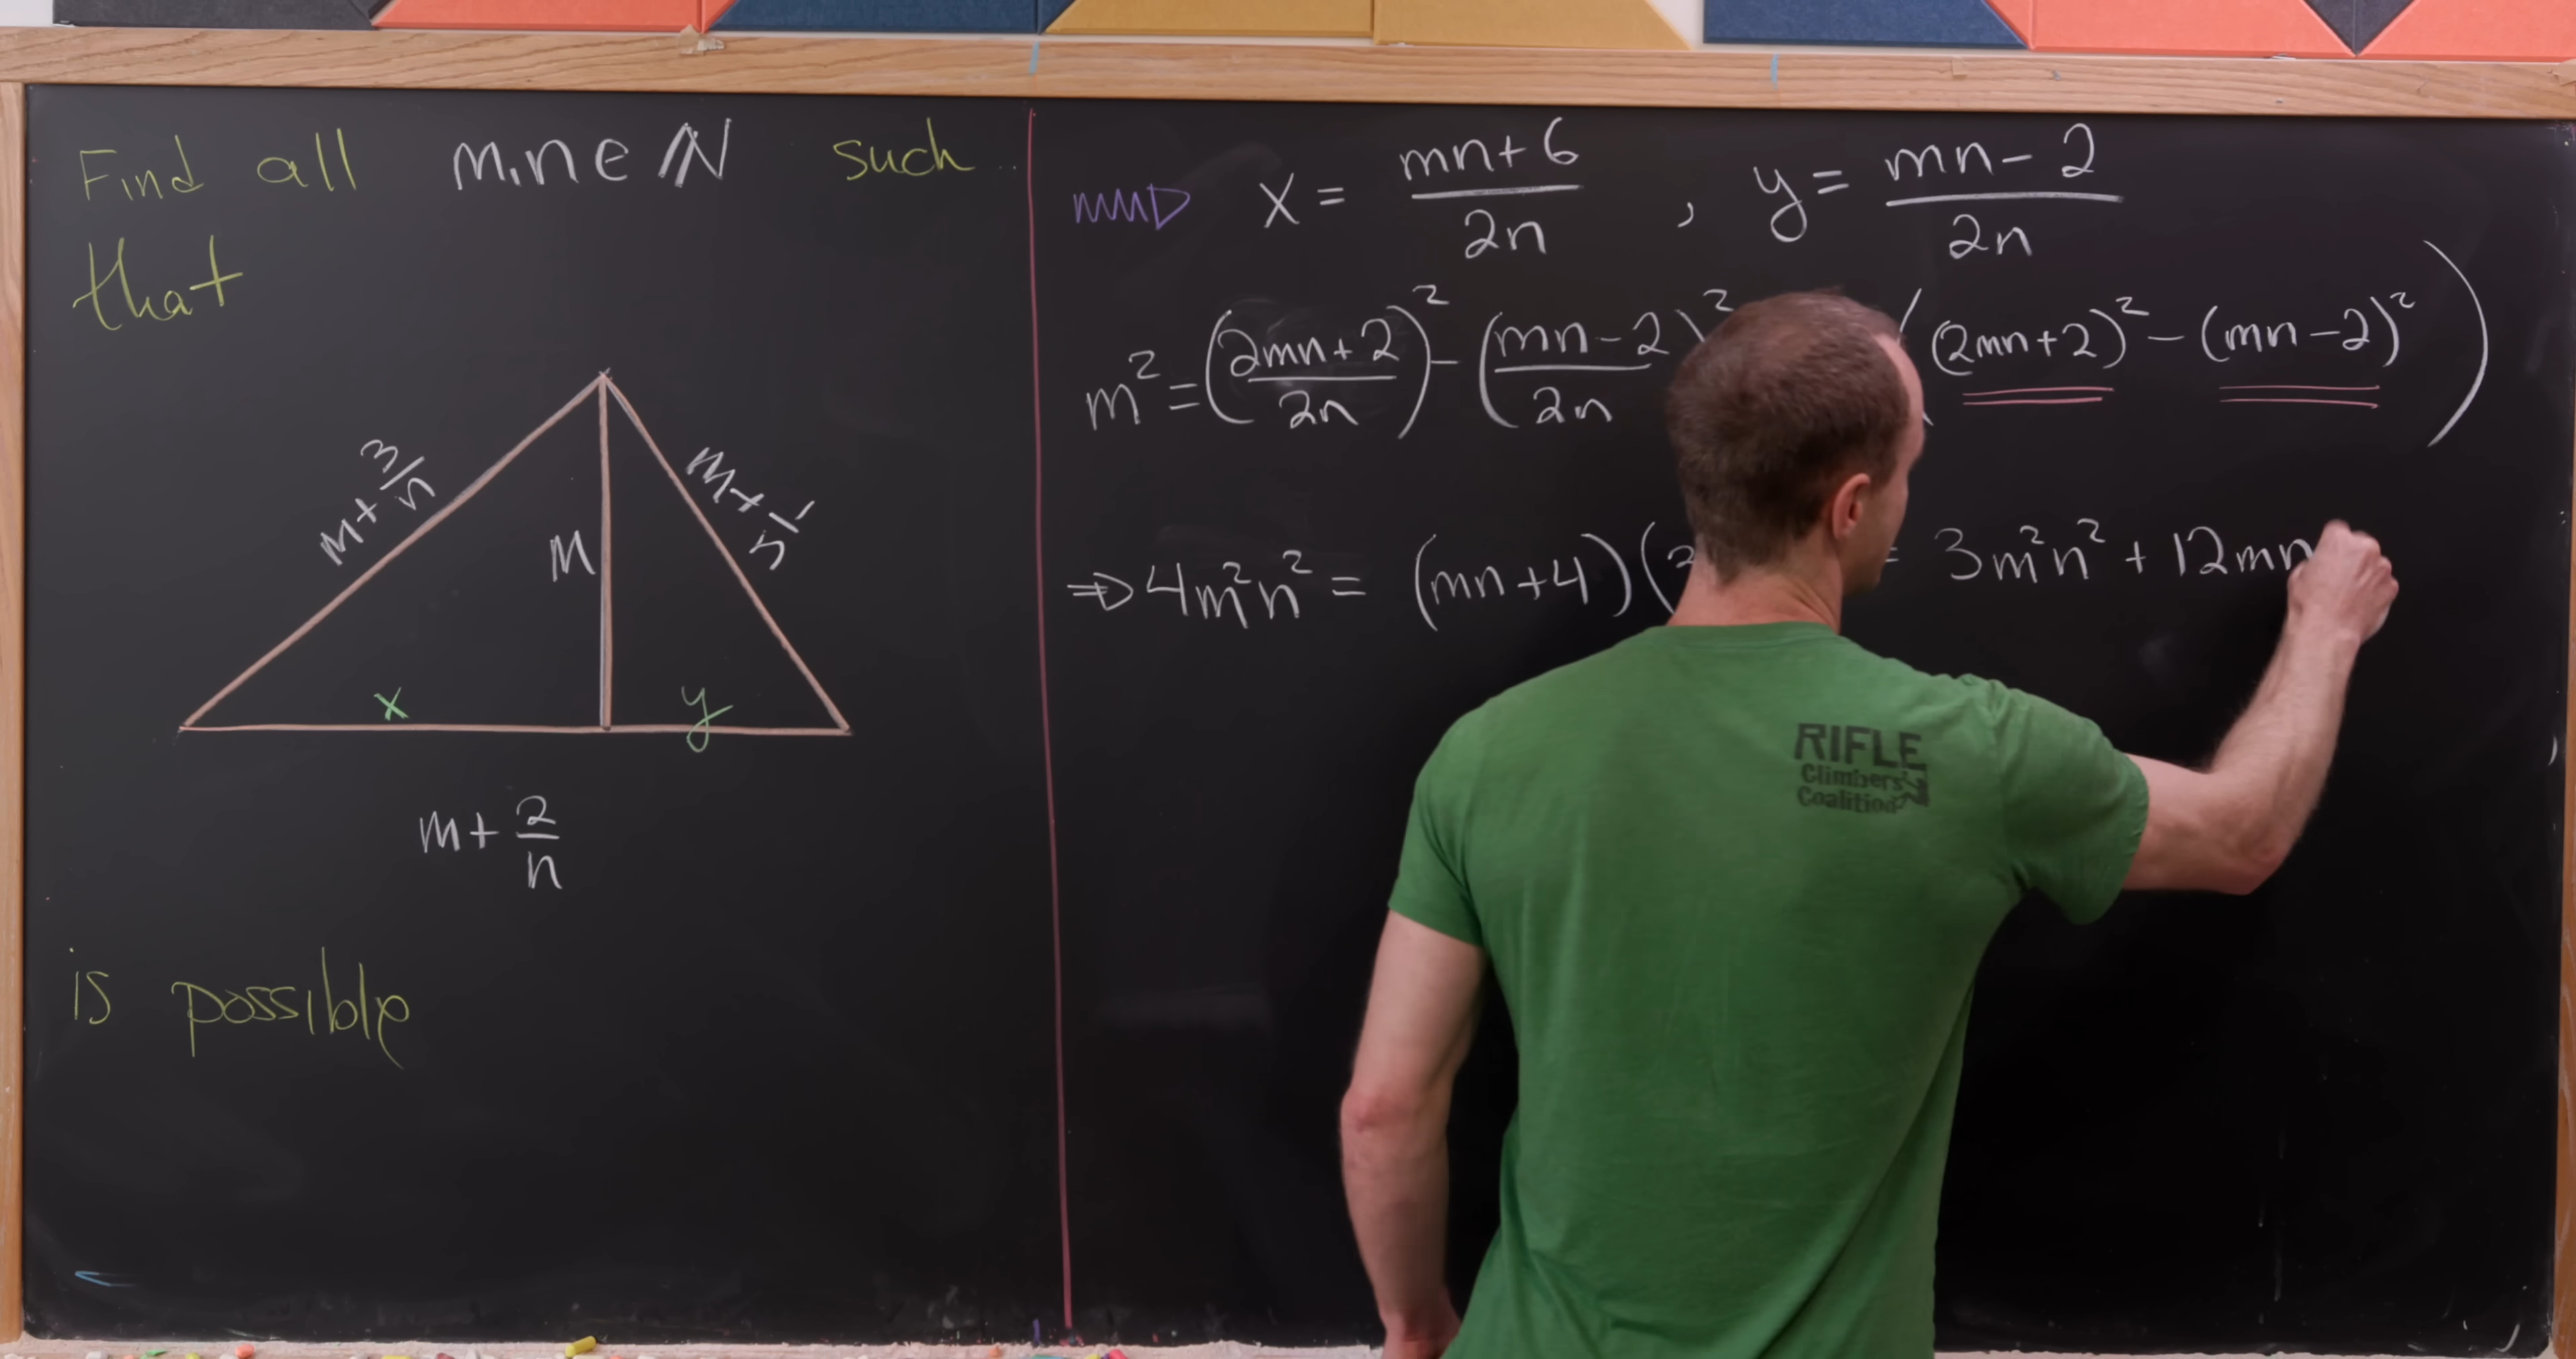 Find all m,n∈ℕ such
that
m+3/n
m
m+1/n
x
y
m+2/n
is possible
x = (mn+6)/(2n) , y = (mn-2)/(2n)
m² = ((2mn+2)/(2n))² - ((mn-2)/(2n))² ((2mn+2)² - (mn-2)²)
⇒ 4m²n² = (mn+4)( = 3m²n² + 12mn
RIFLE
Climbers'
Coalition